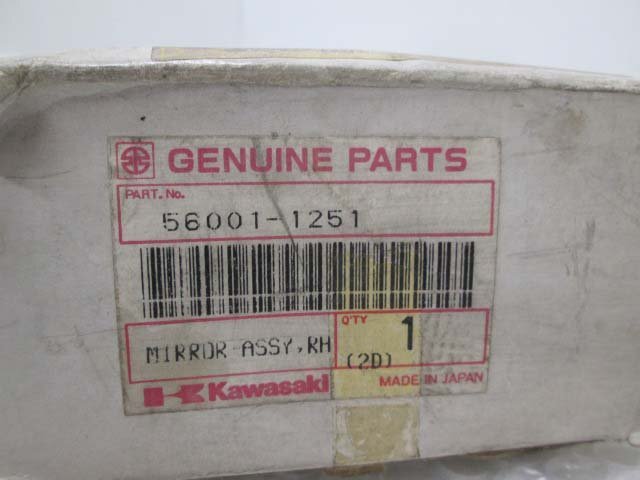 GENUINE PARTS
PART. No.
56001-1251
MIRROR ASSY,RH
Q'TY 1
(2D)
Kawasaki
MADE IN JAPAN